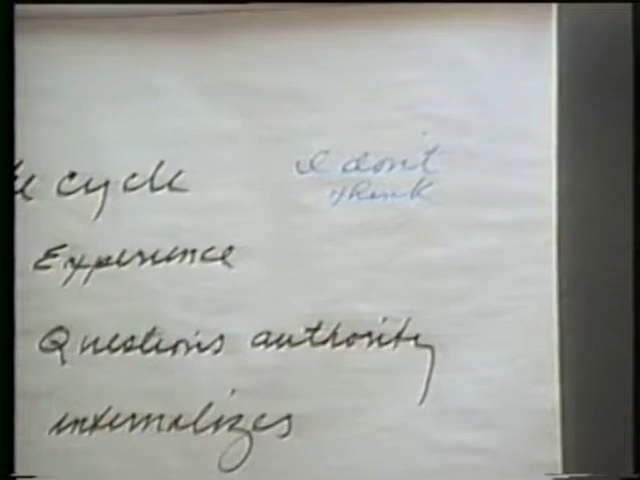 cycle
I don't
think
Experience
Questions authority
internalizes